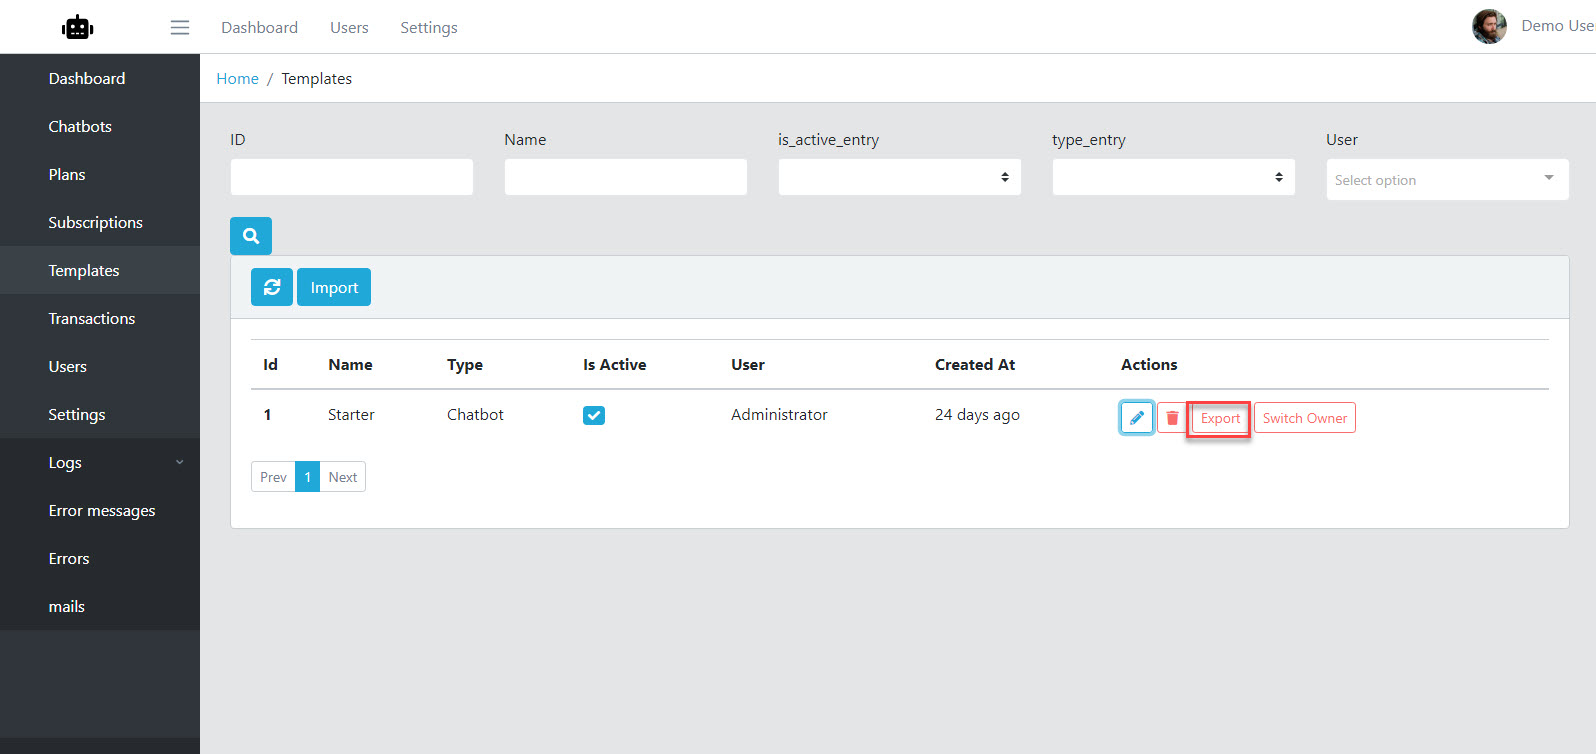 Dashboard Users Settings Demo Use
Dashboard
Chatbots
Plans
Subscriptions
Templates
Transactions
Users
Settings
Logs
Error messages
Errors
mails
Home / Templates
ID Name is_active_entry type_entry User
Select option
Import
Id Name Type Is Active User Created At Actions
1 Starter Chatbot Administrator 24 days ago Export Switch Owner
Prev 1 Next